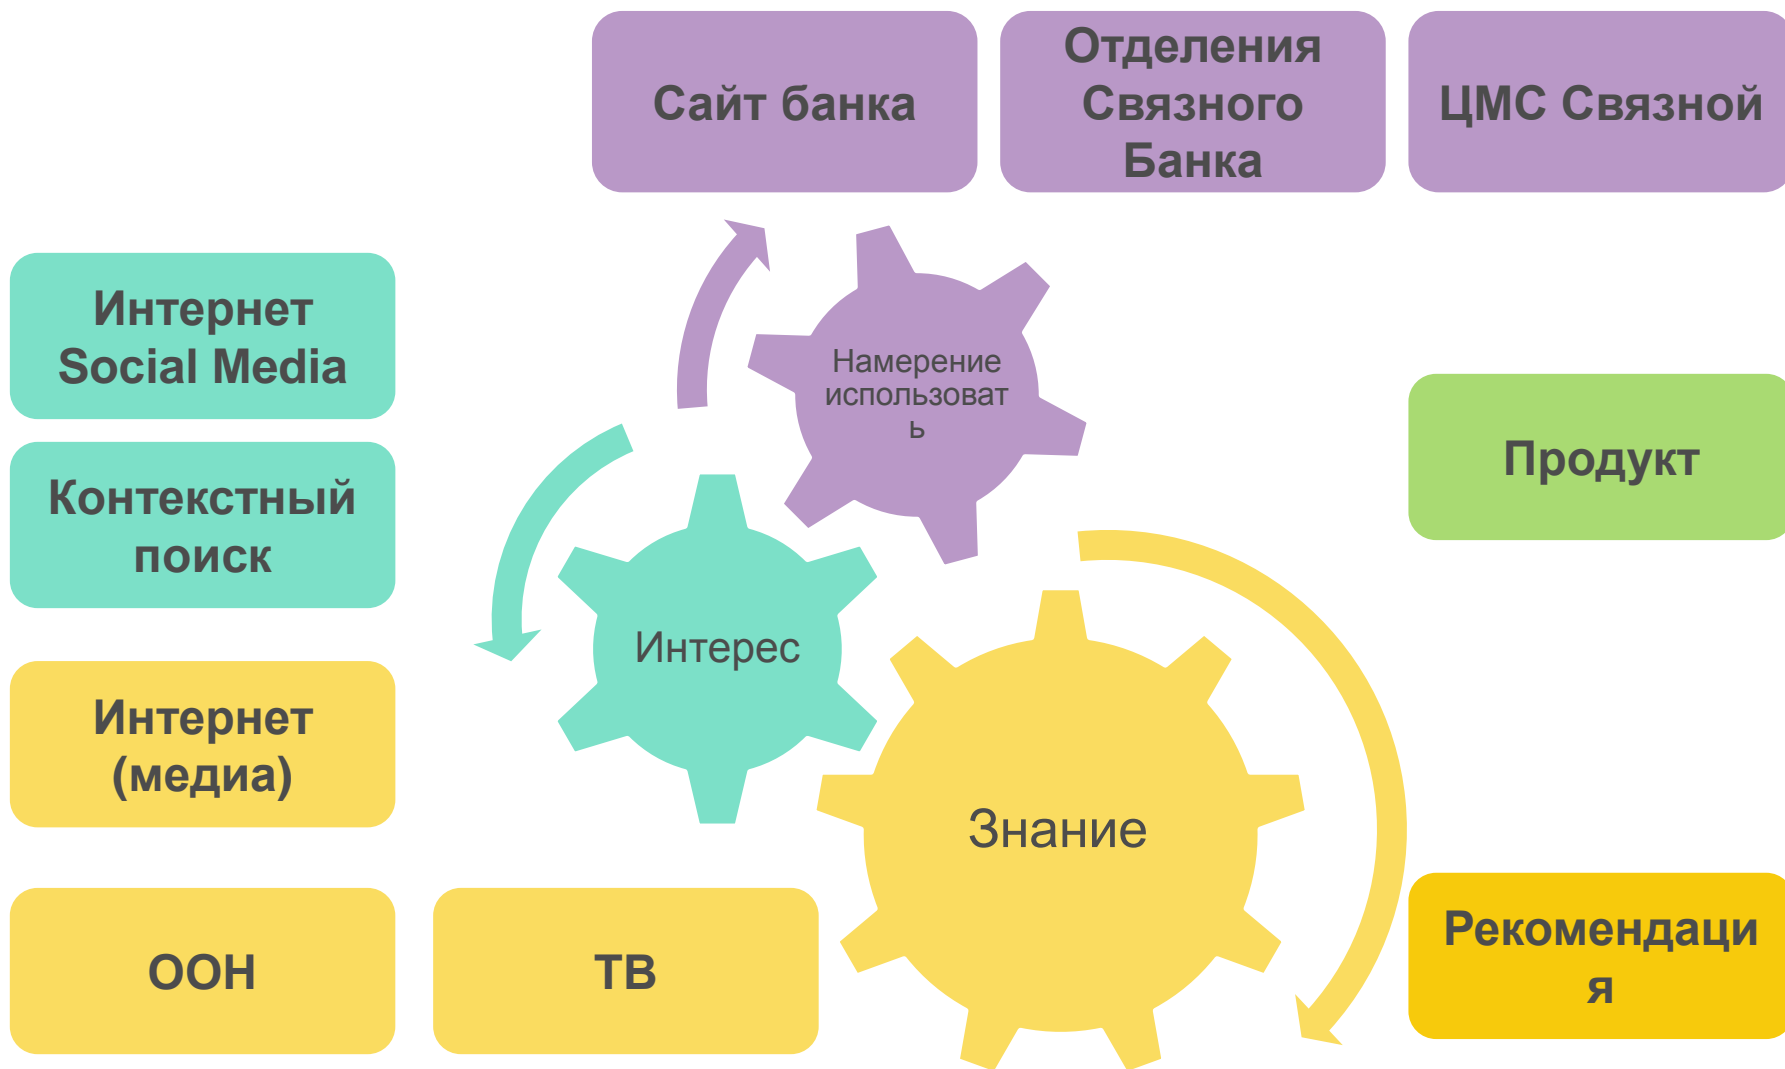 Сайт банка
Отделения
Связного
Банка
ЦМС Связной
Интернет
Social Media
Контекстный
поиск
Интернет
(медиа)
ООН
ТВ
Намерение
использоват
ь
Интерес
Знание
Продукт
Рекомендаци
я